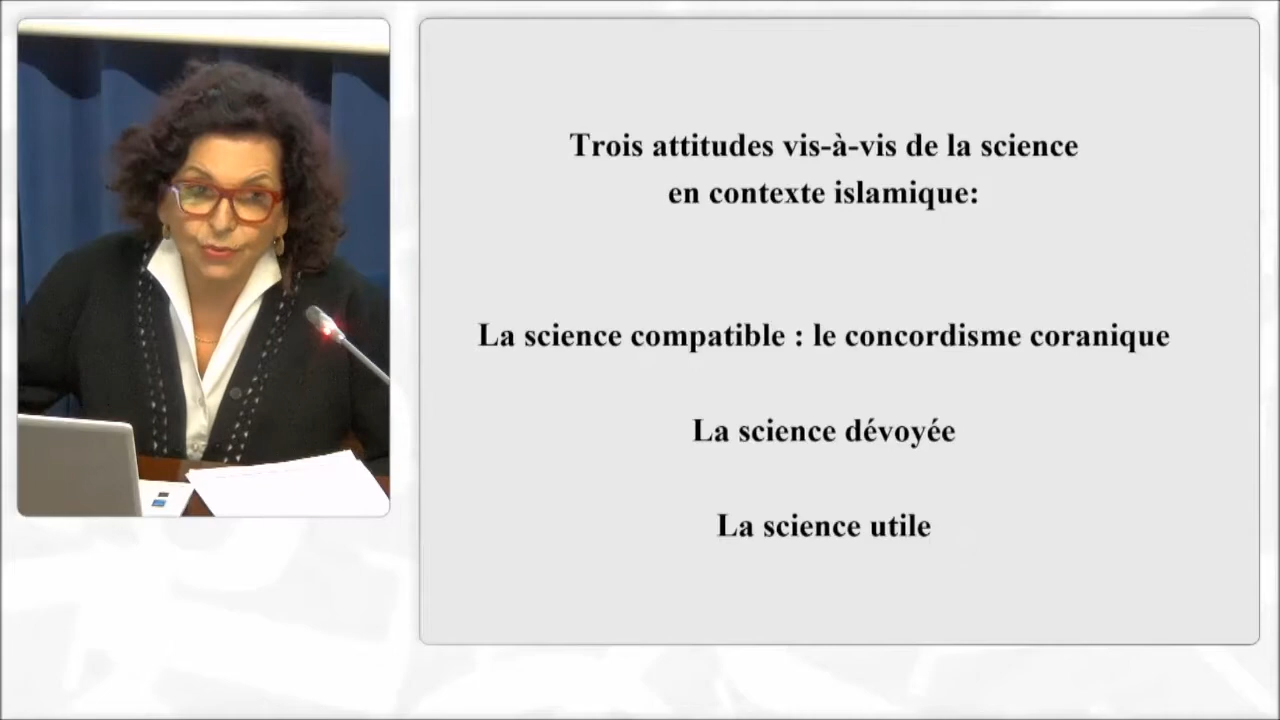 Trois attitudes vis-à-vis de la science
en contexte islamique:
La science compatible : le concordisme coranique
La science dévoyée
La science utile